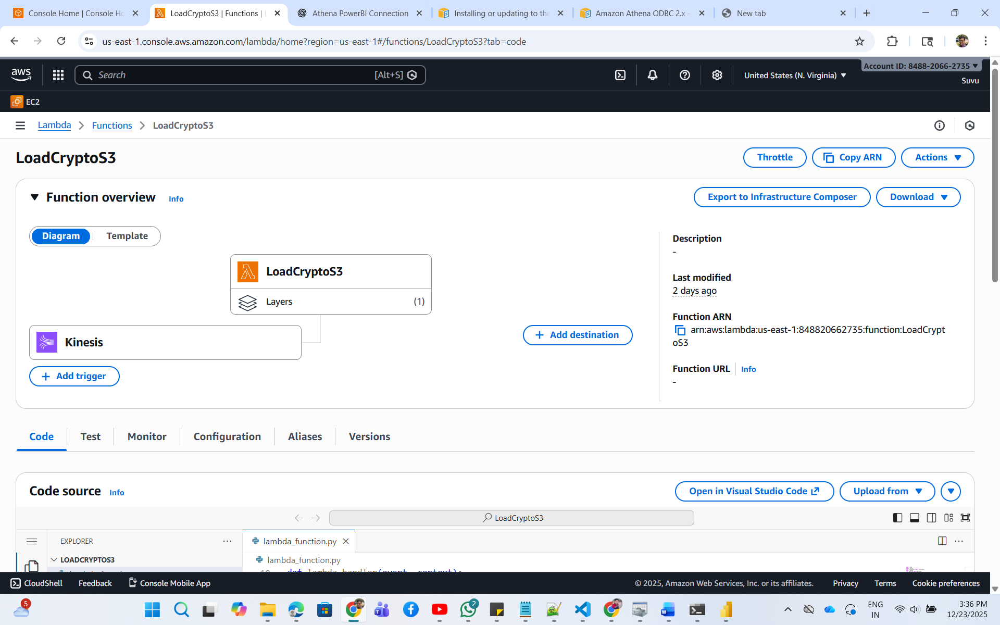 Console Home | Console Ho
LoadCryptoS3 | Functions |
Athena PowerBI Connection
Installing or updating to the
Amazon Athena ODBC 2.x -
New tab
us-east-1.console.aws.amazon.com/lambda/home?region=us-east-1#/functions/LoadCryptoS3?tab=code
aws
Search
[Alt+S]
United States (N. Virginia)
Account ID: 8488-2066-2735
Suvu
EC2
Lambda
Functions
LoadCryptoS3
LoadCryptoS3
Throttle
Copy ARN
Actions
Function overview
Info
Export to Infrastructure Composer
Download
Diagram
Template
LoadCryptoS3
Layers
(1)
Kinesis
Add trigger
Add destination
Description
-
Last modified
2 days ago
Function ARN
arn:aws:lambda:us-east-1:848820662735:function:LoadCrypt
oS3
Function URL
Info
-
Code
Test
Monitor
Configuration
Aliases
Versions
Code source
Info
Open in Visual Studio Code
Upload from
LoadCryptoS3
EXPLORER
lambda_function.py
LOADCRYPTOS3
lambda_function.py
def lambda_handler(event, context):
CloudShell
Feedback
Console Mobile App
© 2025, Amazon Web Services, Inc. or its affiliates.
Privacy
Terms
Cookie preferences
5
2
ENG
IN
3:36 PM
12/23/2025